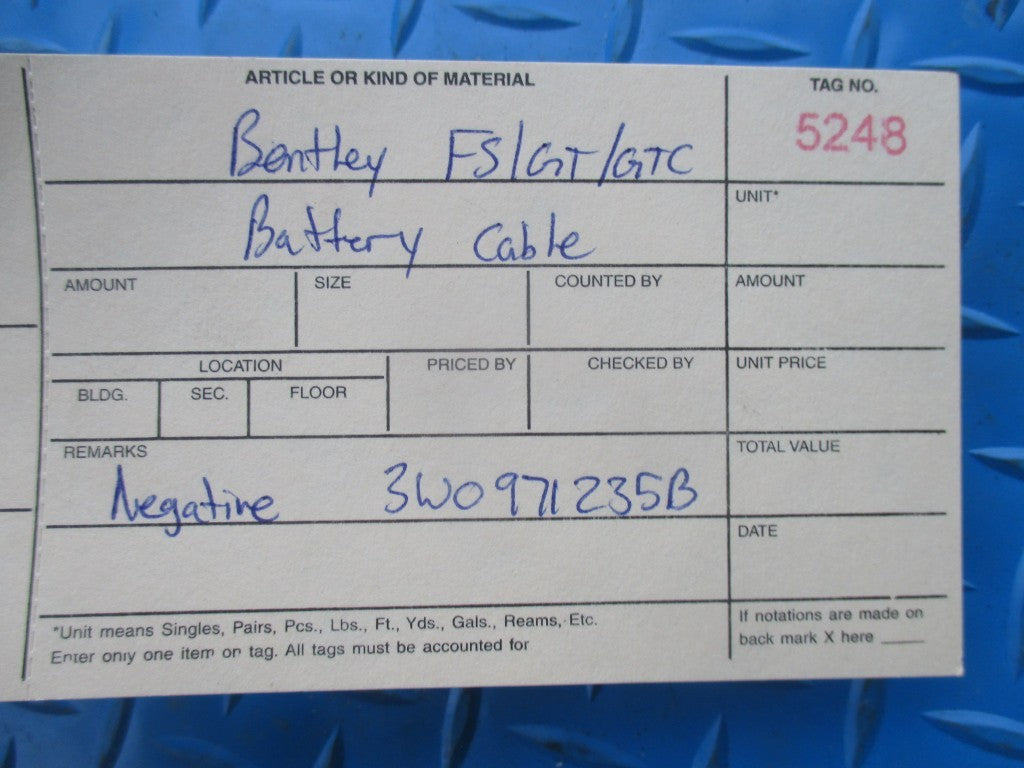 ARTICLE OR KIND OF MATERIAL
TAG NO.
Bentley FS/GT/GTC
5248
UNIT*
Battery Cable
AMOUNT
SIZE
COUNTED BY
AMOUNT
LOCATION
PRICED BY
CHECKED BY
UNIT PRICE
BLDG.
SEC.
FLOOR
REMARKS
TOTAL VALUE
Negative 3W0971235B
DATE
*Unit means Singles, Pairs, Pcs., Lbs., Ft., Yds., Gals., Reams, Etc.
Enter only one item on tag. All tags must be accounted for
If notations are made on
back mark X here ____